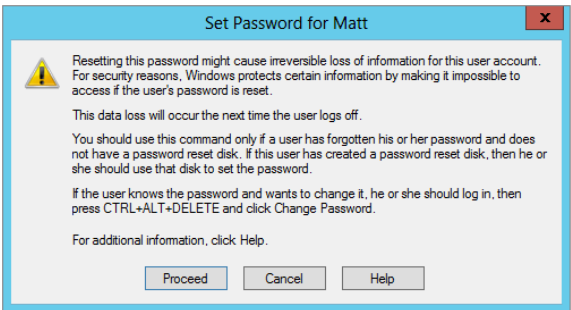 Set Password for Matt
x
Resetting this password might cause irreversible loss of information for this user account.
For security reasons, Windows protects certain information by making it impossible to
access if the user's password is reset.
This data loss will occur the next time the user logs off.
You should use this command only if a user has forgotten his or her password and does
not have a password reset disk. If this user has created a password reset disk, then he or
she should use that disk to set the password.
If the user knows the password and wants to change it, he or she should log in, then
press CTRL+ALT+DELETE and click Change Password.
For additional information, click Help.
Proceed Cancel Help